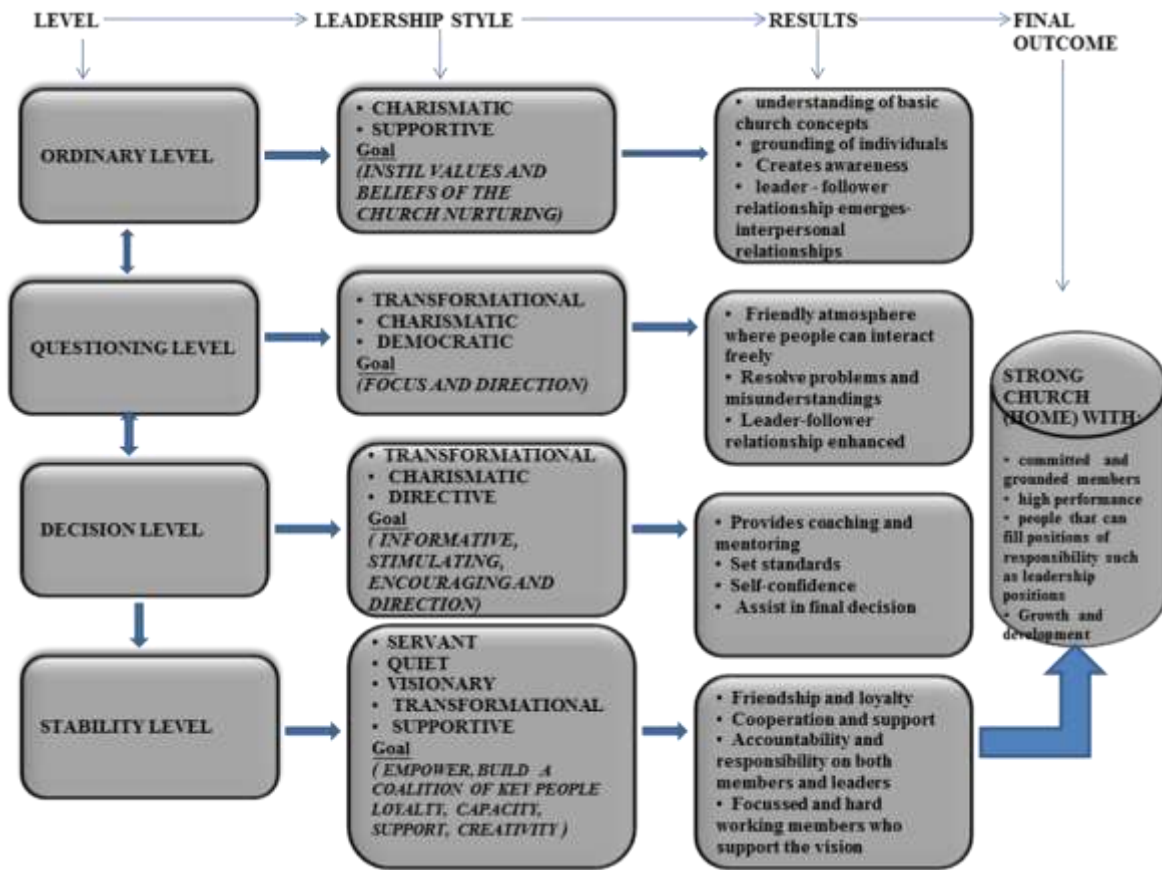 LEVEL
LEADERSHIP STYLE
RESULTS
FINAL
OUTCOME
ORDINARY LEVEL
• CHARISMATIC
• SUPPORTIVE
Goal
(INSTIL VALUES AND
BELIEFS OF THE
CHURCH NURTURING)
• understanding of basic
church concepts
• grounding of individuals
• Creates awareness
• leader - follower
relationship emerges-
interpersonal
relationships
QUESTIONING LEVEL
• TRANSFORMATIONAL
• CHARISMATIC
• DEMOCRATIC
Goal
(FOCUS AND DIRECTION)
• Friendly atmosphere
where people can interact
freely
• Resolve problems and
misunderstandings
• Leader-follower
relationship enhanced
DECISION LEVEL
• TRANSFORMATIONAL
• CHARISMATIC
• DIRECTIVE
Goal
( INFORMATIVE,
STIMULATING,
ENCOURAGING AND
DIRECTION)
• Provides coaching and
mentoring
• Set standards
• Self-confidence
• Assist in final decision
STABILITY LEVEL
• SERVANT
• QUIET
• VISIONARY
• TRANSFORMATIONAL
• SUPPORTIVE
Goal
( EMPOWER, BUILD A
COALITION OF KEY PEOPLE
LOYALTY, CAPACITY,
SUPPORT, CREATIVITY )
• Friendship and loyalty
• Cooperation and support
• Accountability and
responsibility on both
members and leaders
• Focussed and hard
working members who
support the vision
STRONG
CHURCH
(HOME) WITH:
• committed and
grounded members
• high performance
• people that can
fill positions of
responsibility such
as leadership
positions
• Growth and
development